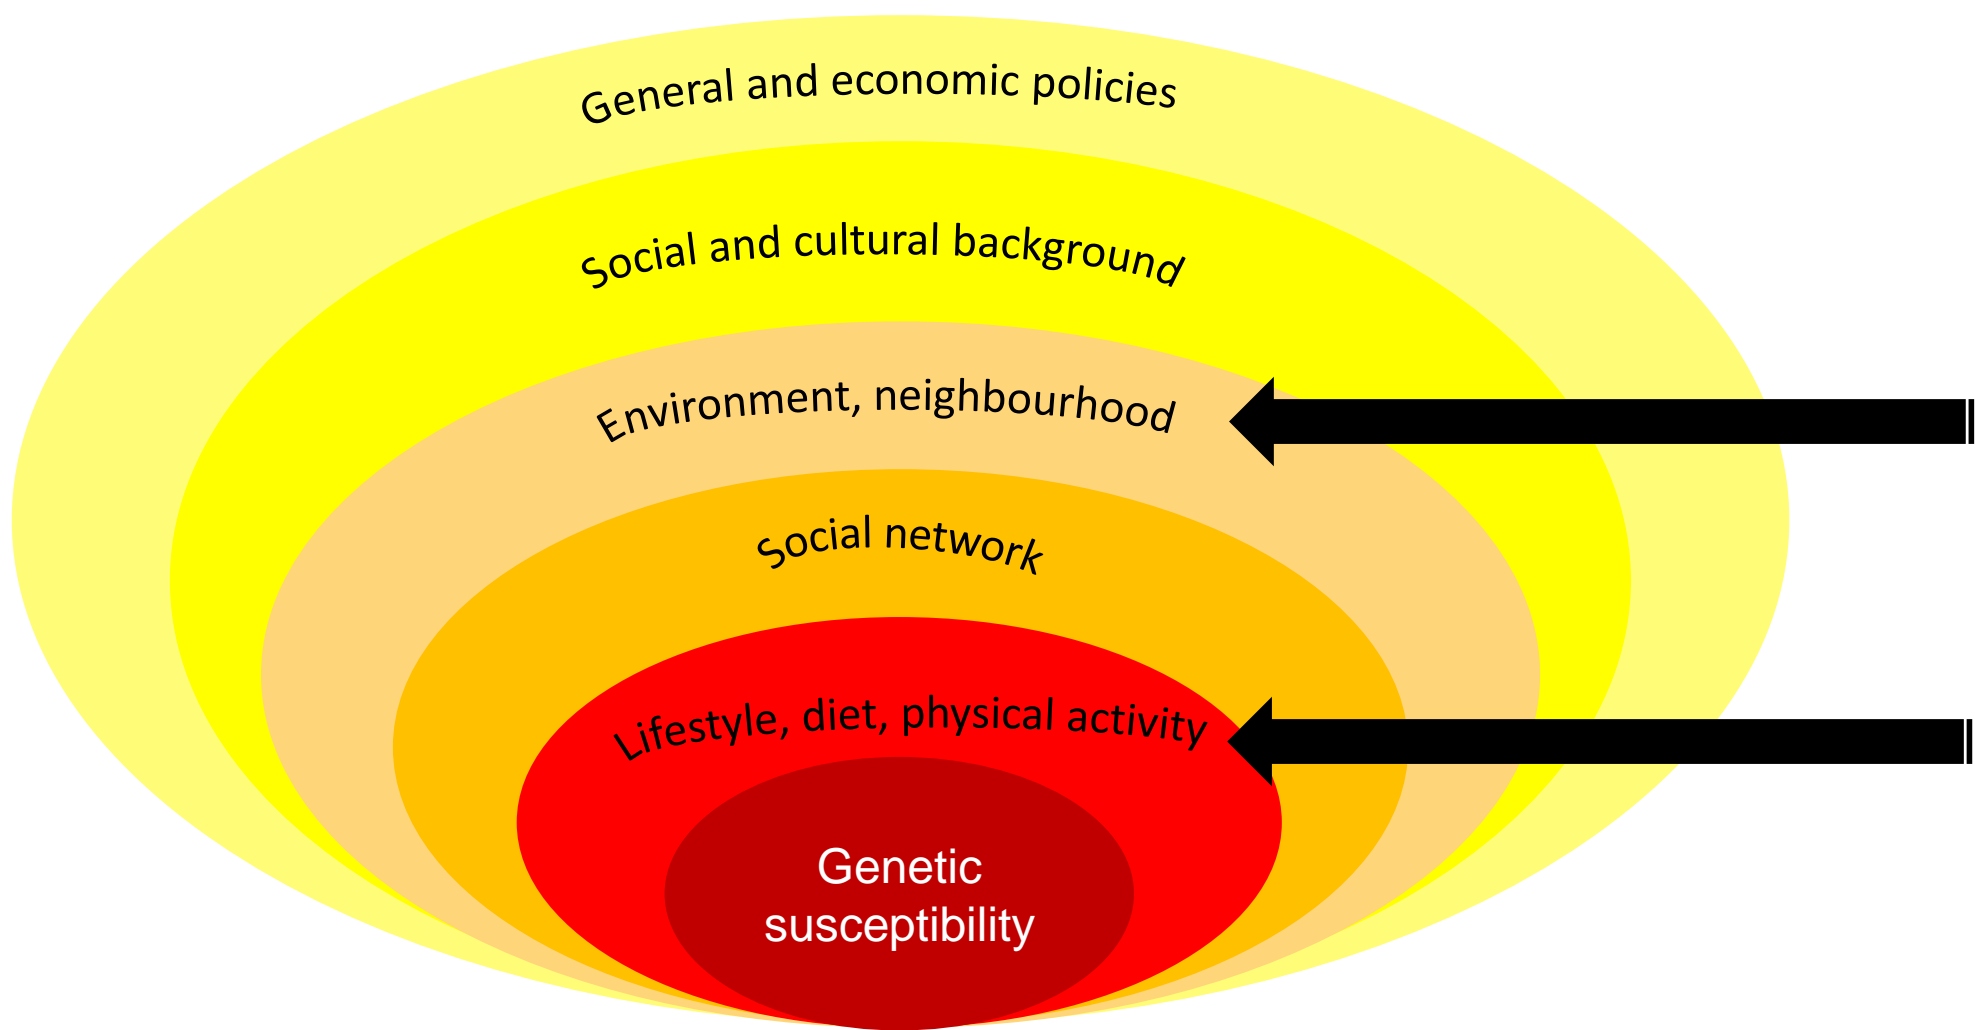 General and economic policies
Social and cultural background
Environment, neighbourhood
Social network
Lifestyle, diet, physical activity
Genetic
susceptibility